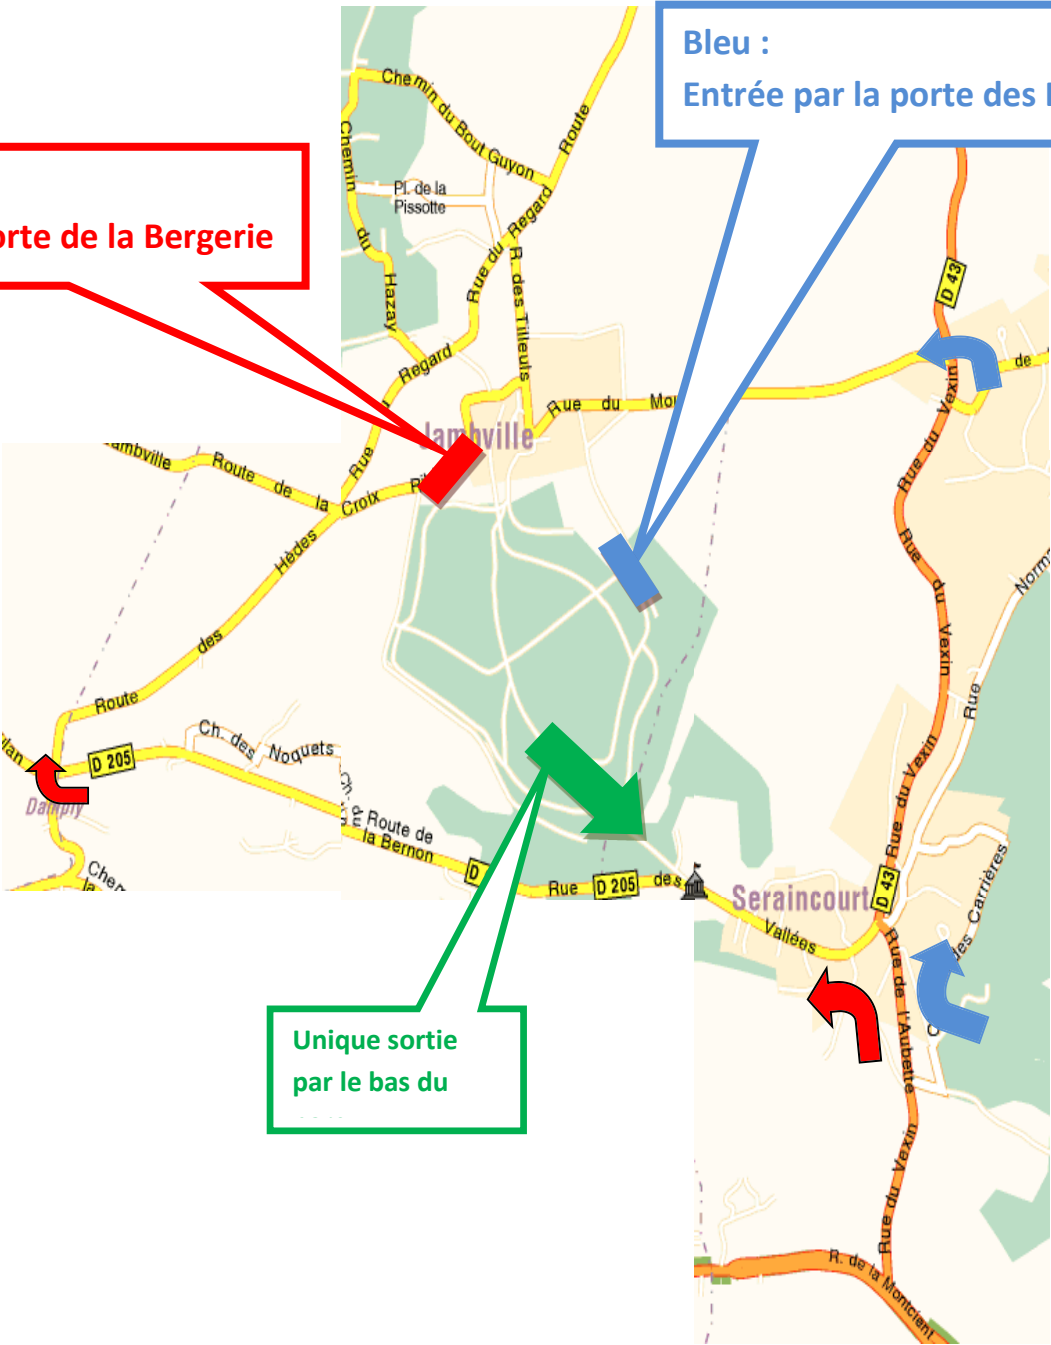 Bleu :
Entrée par la porte des
Porte de la Bergerie
Chemin du Bout Guyon
Route
Chemin du Hazay
Pl. de la
Pissotte
Rue du Regard
R. des Tilleuls
D 43
Regard
de
Rue du
Rue du Vexin
Jambville
Rue
Route de la Croix
Hèdes
des
Route
Rue du Vexin
Norm
Rue
D 205
Ch. des Noquets
Damply
Route de
la Bernon
D
Rue
D 205
des
Rue du Vexin
D 43
Seraincourt
Vallées
des Carrières
Rue de l'Aubette
Unique sortie
par le bas du
Rue du Vexin
R. de la Montcient